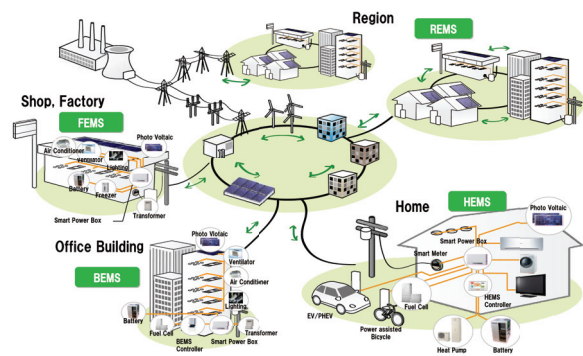 Region
REMS
Shop, Factory
FEMS
Photo Voltaic
Air Conditioner
Ventilator
Lighting
Battery
Freezer
Smart Power Box
Transformer
Home
HEMS
Photo Voltaic
Smart Power Box
Smart Meter
HEMS
Controller
Fuel Cell
EV/PHEV
Power assisted
Bicycle
Heat Pump
Battery
Office Building
BEMS
Photo Voltaic
Ventilator
Air Conditioner
Lighting
Battery
Fuel Cell
BEMS
Controller
Smart Power Box
Transformer